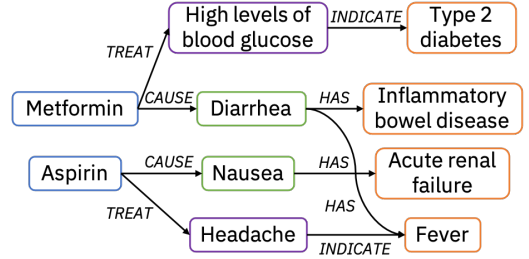 High levels of
blood glucose
INDICATE
Type 2
diabetes
TREAT
Metformin
CAUSE
Diarrhea
HAS
Inflammatory
bowel disease
Aspirin
CAUSE
Nausea
HAS
Acute renal
failure
TREAT
HAS
Headache
INDICATE
Fever